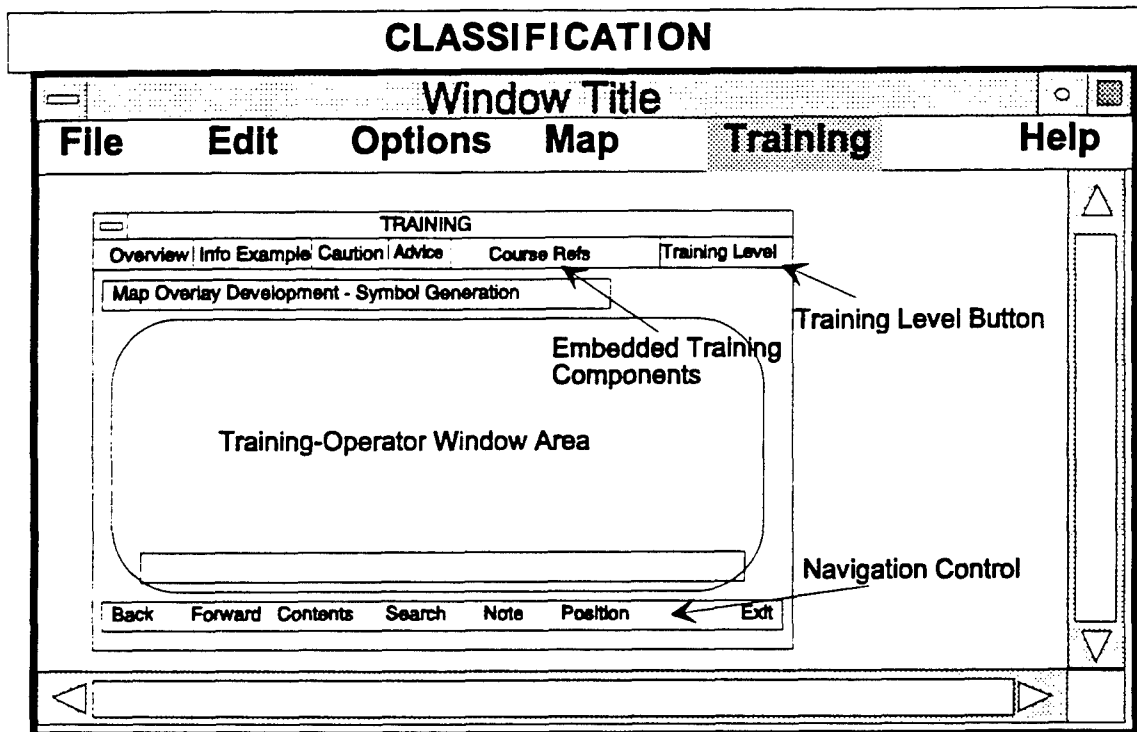 CLASSIFICATION
Window Title
File Edit Options Map Training Help
TRAINING
Overview Info Example Caution Advice Course Refs Training Level
Map Overlay Development - Symbol Generation
Training Level Button
Embedded Training
Components
Training-Operator Window Area
Navigation Control
Back Forward Contents Search Note Position Exit